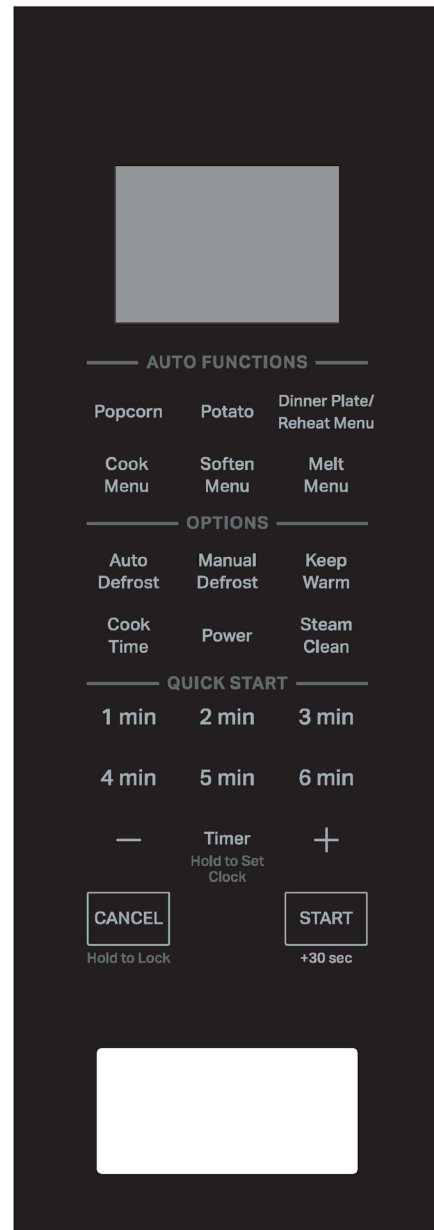 AUTO FUNCTIONS
Popcorn
Potato
Dinner Plate/
Reheat Menu
Cook
Menu
Soften
Menu
Melt
Menu
OPTIONS
Auto
Defrost
Manual
Defrost
Keep
Warm
Cook
Time
Power
Steam
Clean
QUICK START
1 min
2 min
3 min
4 min
5 min
6 min
—
Timer
Hold to Set
Clock
+
CANCEL
Hold to Lock
START
+30 sec